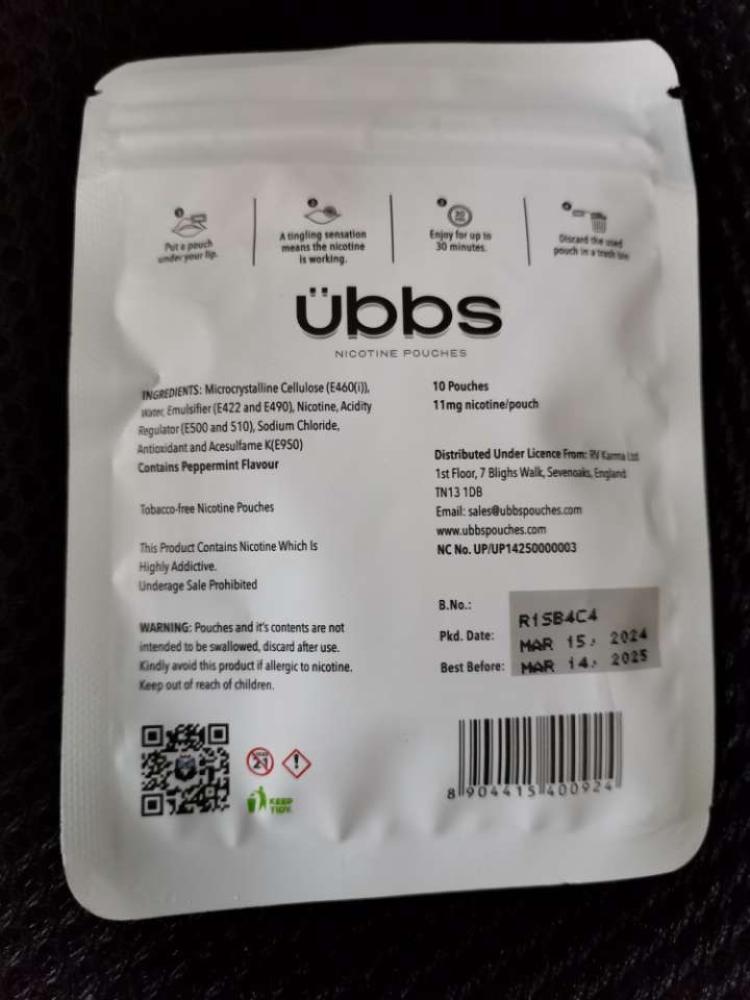 1
Put a pouch
under your lip.
2
A tingling sensation
means the nicotine
is working.
3
30
Enjoy for up to
30 minutes.
4
Discard the used
pouch in a trash bin
übbs
NICOTINE POUCHES
INGREDIENTS: Microcrystalline Cellulose (E460(i)),
Water, Emulsifier (E422 and E490), Nicotine, Acidity
Regulator (E500 and 510), Sodium Chloride,
Antioxidant and Acesulfame K(E950)
Contains Peppermint Flavour
Tobacco-free Nicotine Pouches
This Product Contains Nicotine Which Is
Highly Addictive.
Underage Sale Prohibited
WARNING: Pouches and it's contents are not
intended to be swallowed, discard after use.
Kindly avoid this product if allergic to nicotine.
Keep out of reach of children.
10 Pouches
11mg nicotine/pouch
Distributed Under Licence From: RV Karma Ltd
1st Floor, 7 Blighs Walk, Sevenoaks, England
TN13 1DB
Email: sales@ubbspouches.com
www.ubbspouches.com
NC No. UP/UP14250000003
B.No.: R1SB4C4
Pkd. Date: MAR 15, 2024
Best Before: MAR 14, 2025
21
KEEP
TIDY
8 904415 400924